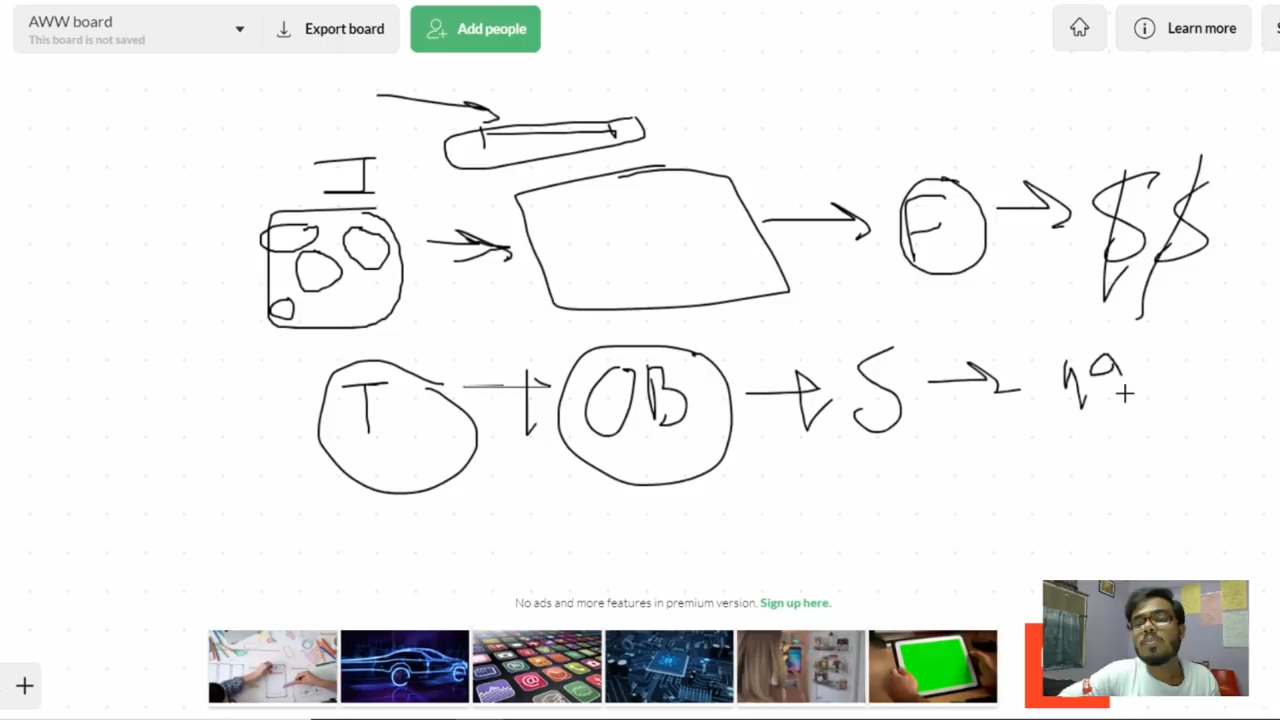 AWW board
This board is not saved
Export board
Add people
Learn more
I
F
$$
T
OB
S
No ads and more features in premium version. Sign up here.